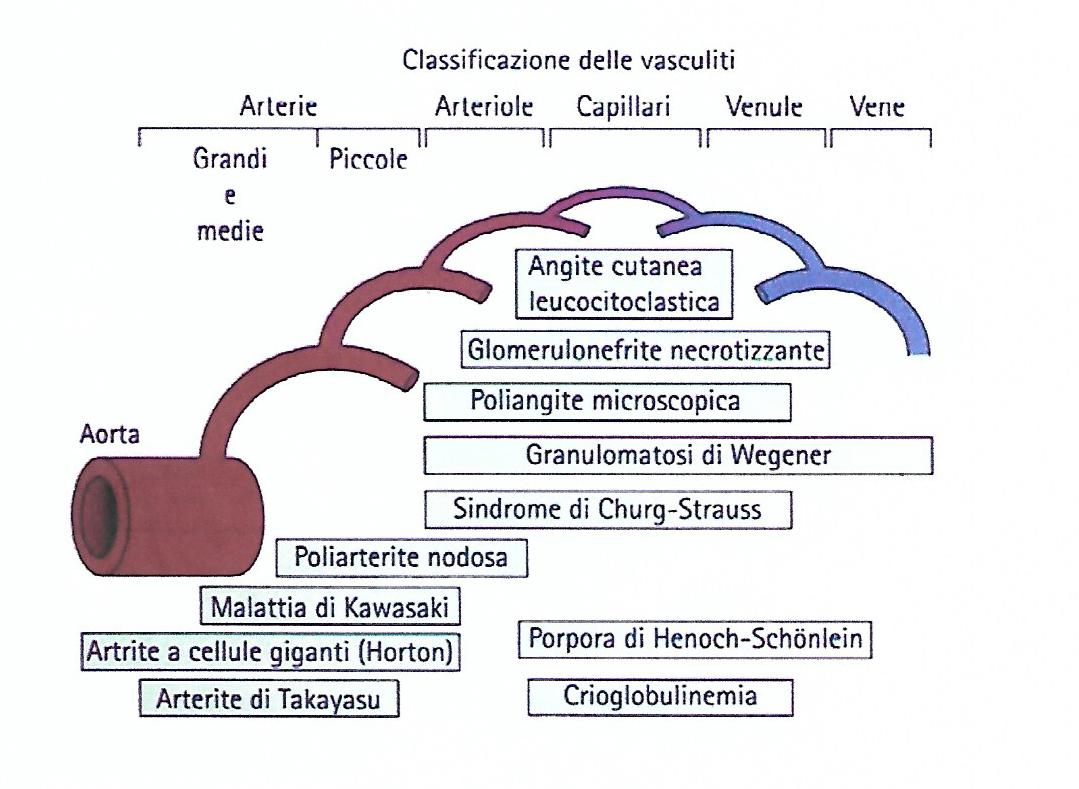 Classificazione delle vasculiti
Arterie Arteriole Capillari Venule Vene
Grandi Piccole
e
medie
Angite cutanea
leucocitoclastica
Glomerulonefrite necrotizzante
Poliangite microscopica
Aorta
Granulomatosi di Wegener
Sindrome di Churg-Strauss
Poliarterite nodosa
Malattia di Kawasaki
Porpora di Henoch-Schönlein
Artrite a cellule giganti (Horton)
Arterite di Takayasu
Crioglobulinemia